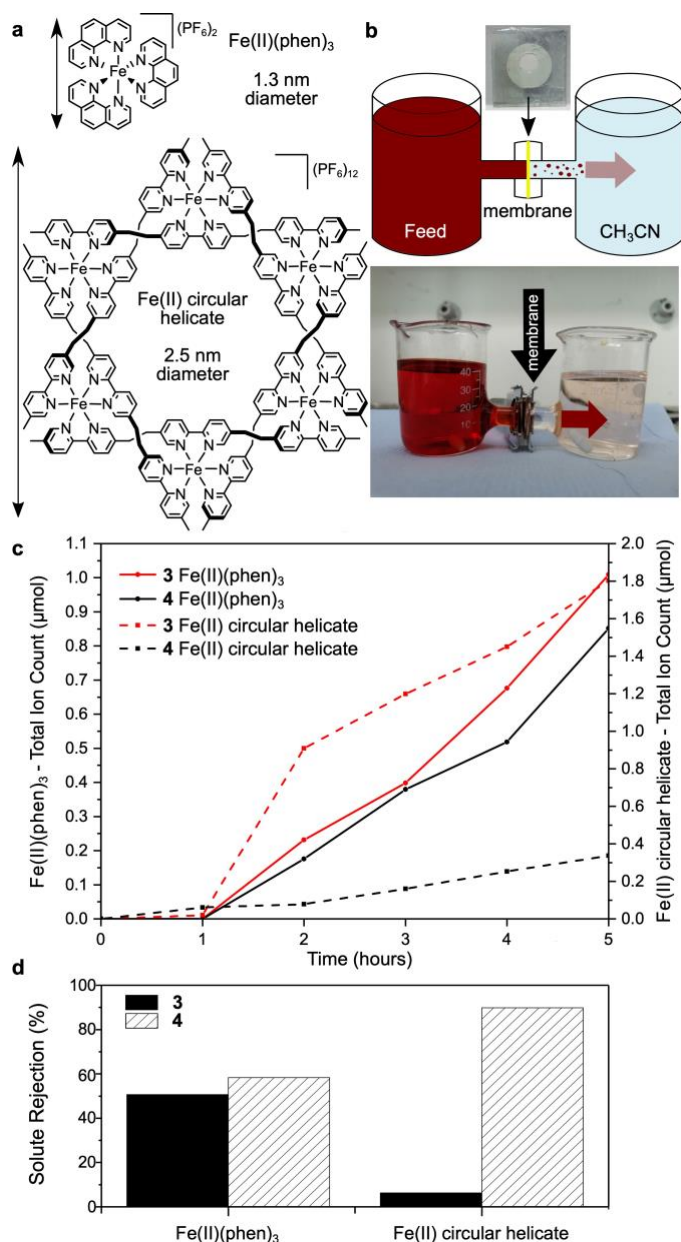 a
(PF6)2
Fe(II)(phen)3
1.3 nm
diameter
N
N
N
Fe
N
N
N
(PF6)12
Fe(II) circular
helicate
2.5 nm
diameter
N
N
N
Fe
N
N
N
N
N
N
Fe
N
N
N
N
N
N
Fe
N
N
N
N
N
N
Fe
N
N
N
N
N
N
Fe
N
N
N
N
N
N
Fe
N
N
N
b
Feed
membrane
CH3CN
membrane
40
30
20
10
c
3 Fe(II)(phen)3
4 Fe(II)(phen)3
3 Fe(II) circular helicate
4 Fe(II) circular helicate
Fe(II)(phen)3 - Total Ion Count (µmol)
1.1
1.0
0.9
0.8
0.7
0.6
0.5
0.4
0.3
0.2
0.1
0.0
Fe(II) circular helicate - Total Ion Count (µmol)
2.0
1.8
1.6
1.4
1.2
1.0
0.8
0.6
0.4
0.2
0.0
0 1 2 3 4 5
Time (hours)
d
3
4
Solute Rejection (%)
100
80
60
40
20
0
Fe(II)(phen)3 Fe(II) circular helicate